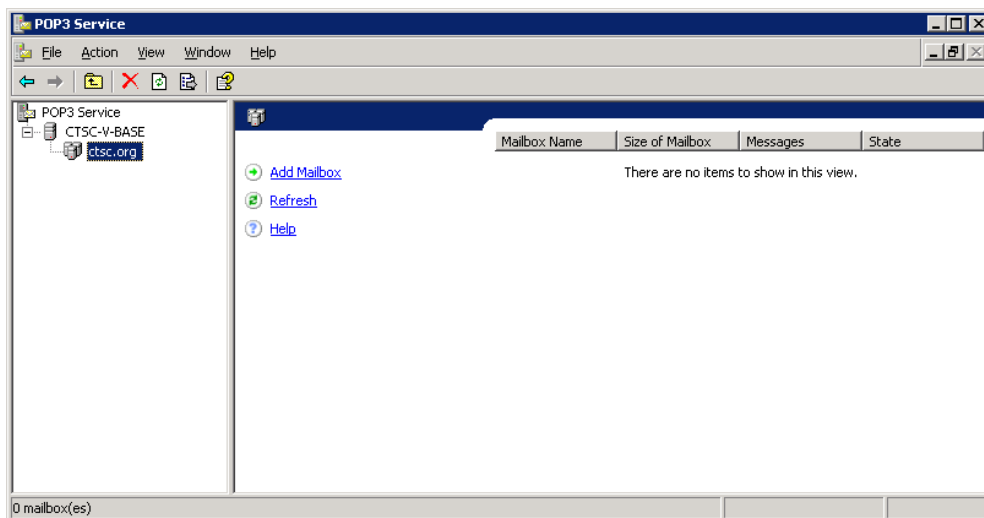 POP3 Service
File Action View Window Help
POP3 Service
CTSC-V-BASE
ctsc.org
Mailbox Name Size of Mailbox Messages State
There are no items to show in this view.
Add Mailbox
Refresh
Help
0 mailbox(es)